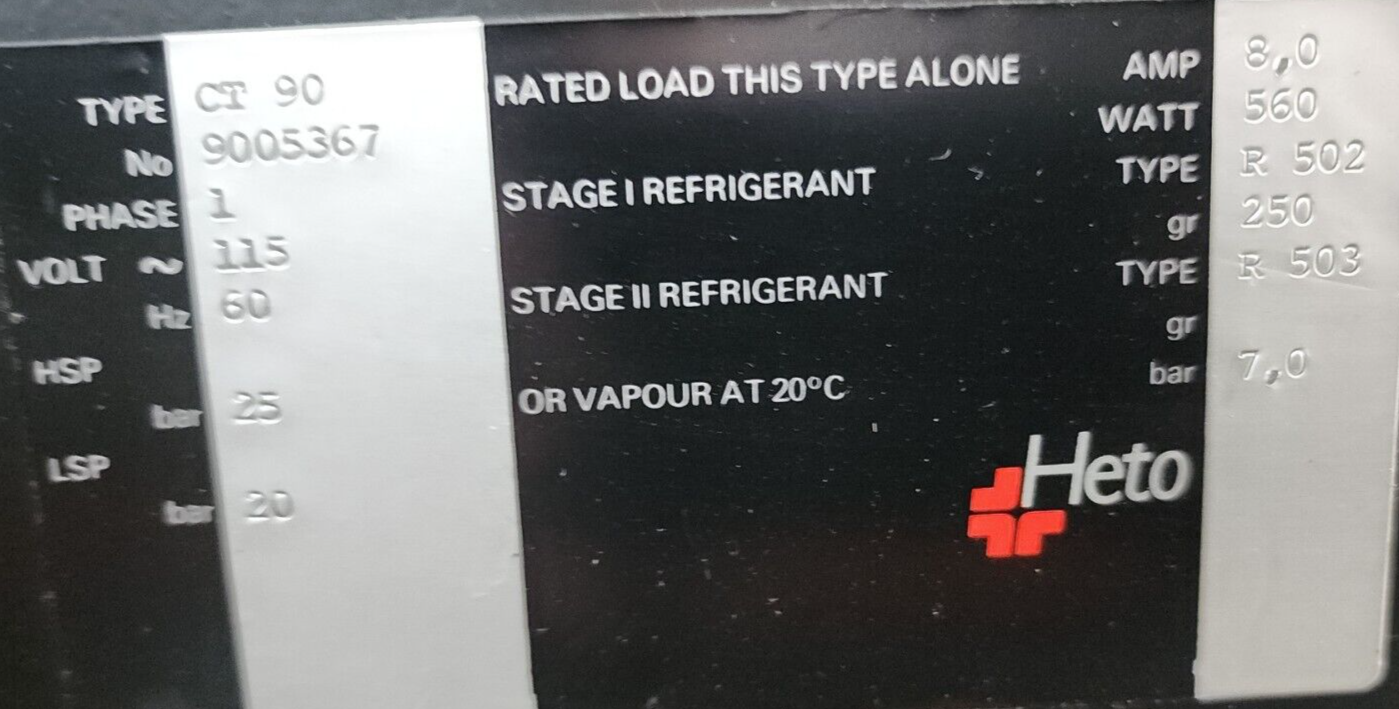 TYPE CT 90
No 9005367
PHASE 1
VOLT ~ 115
Hz 60
HSP
bar 25
LSP
bar 20
RATED LOAD THIS TYPE ALONE AMP 8,0
WATT 560
STAGE I REFRIGERANT TYPE R 502
gr 250
STAGE II REFRIGERANT TYPE R 503
gr
OR VAPOUR AT 20°C bar 7,0
Heto